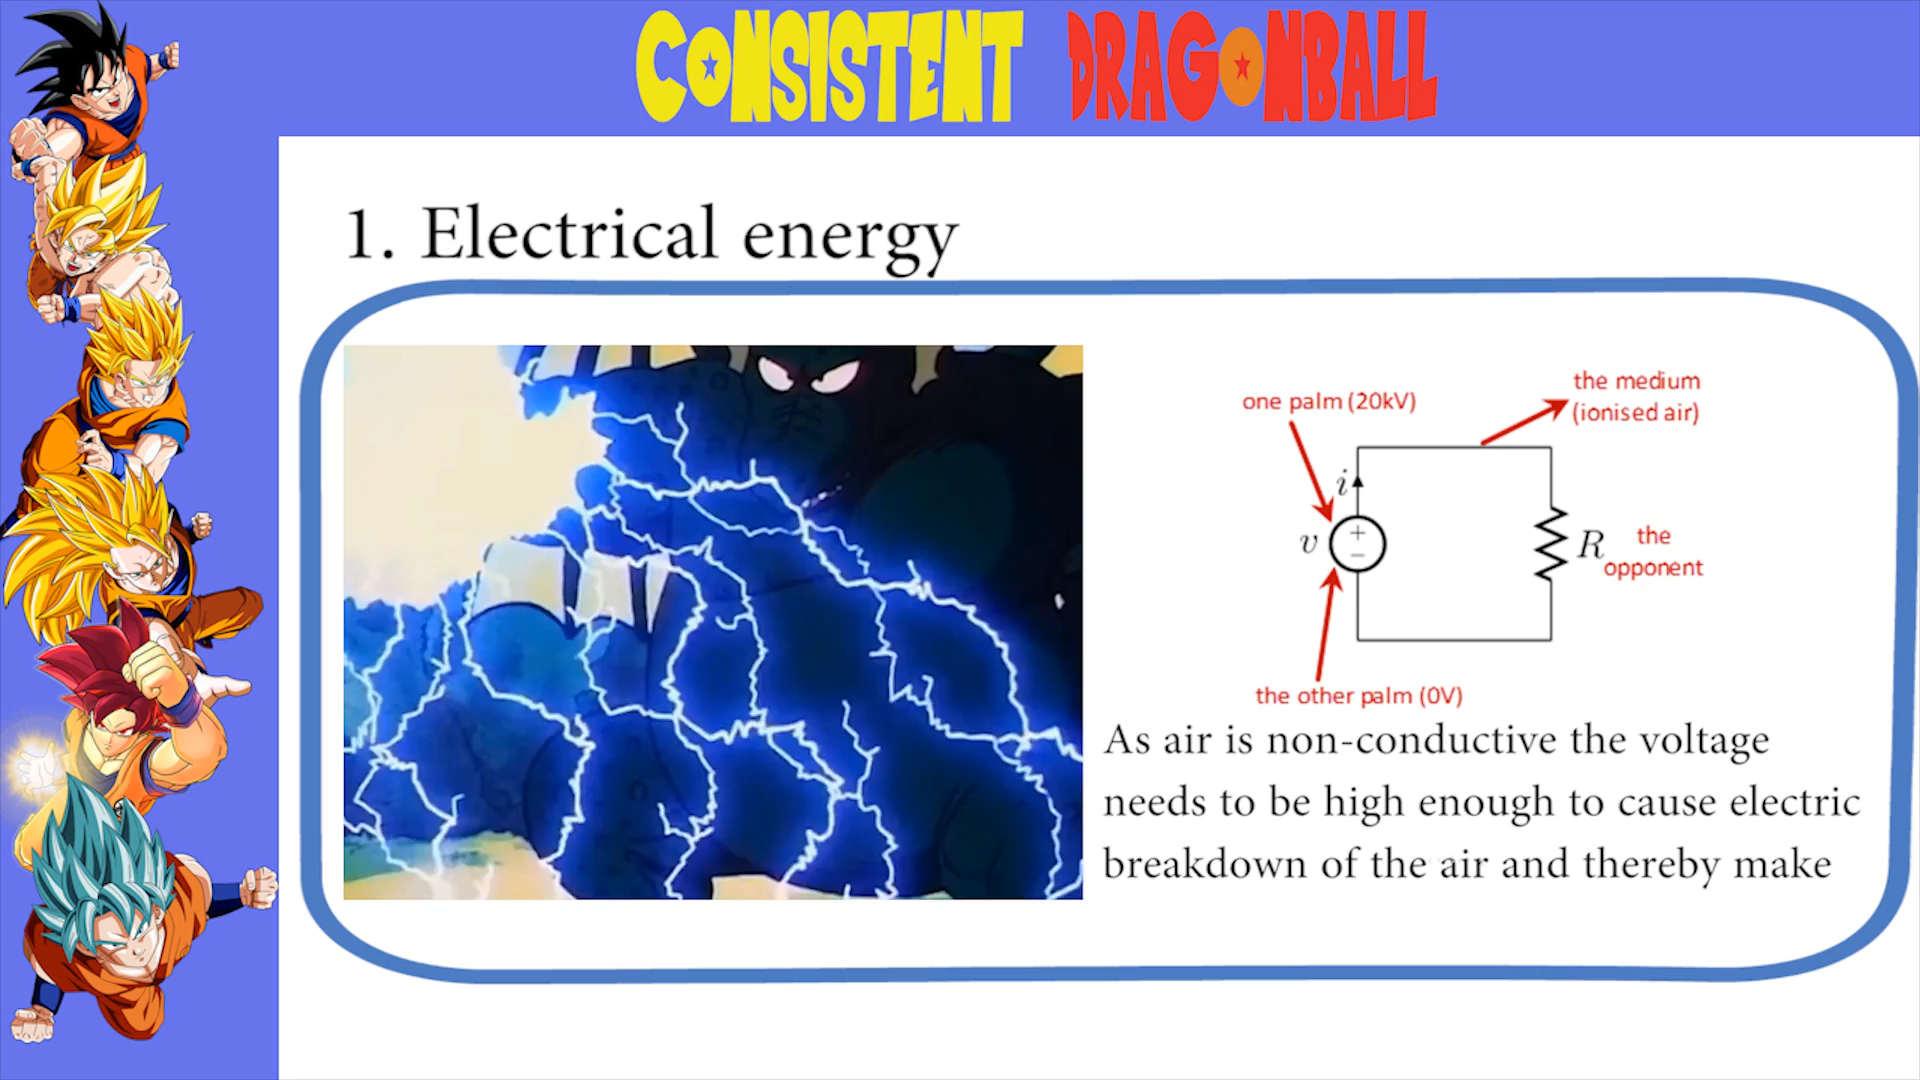 CONSISTENT DRAGONBALL
1. Electrical energy
one palm (20kV)
the medium
(ionised air)
i
+
−
v
R
the
opponent
the other palm (0V)
As air is non-conductive the voltage
needs to be high enough to cause electric
breakdown of the air and thereby make